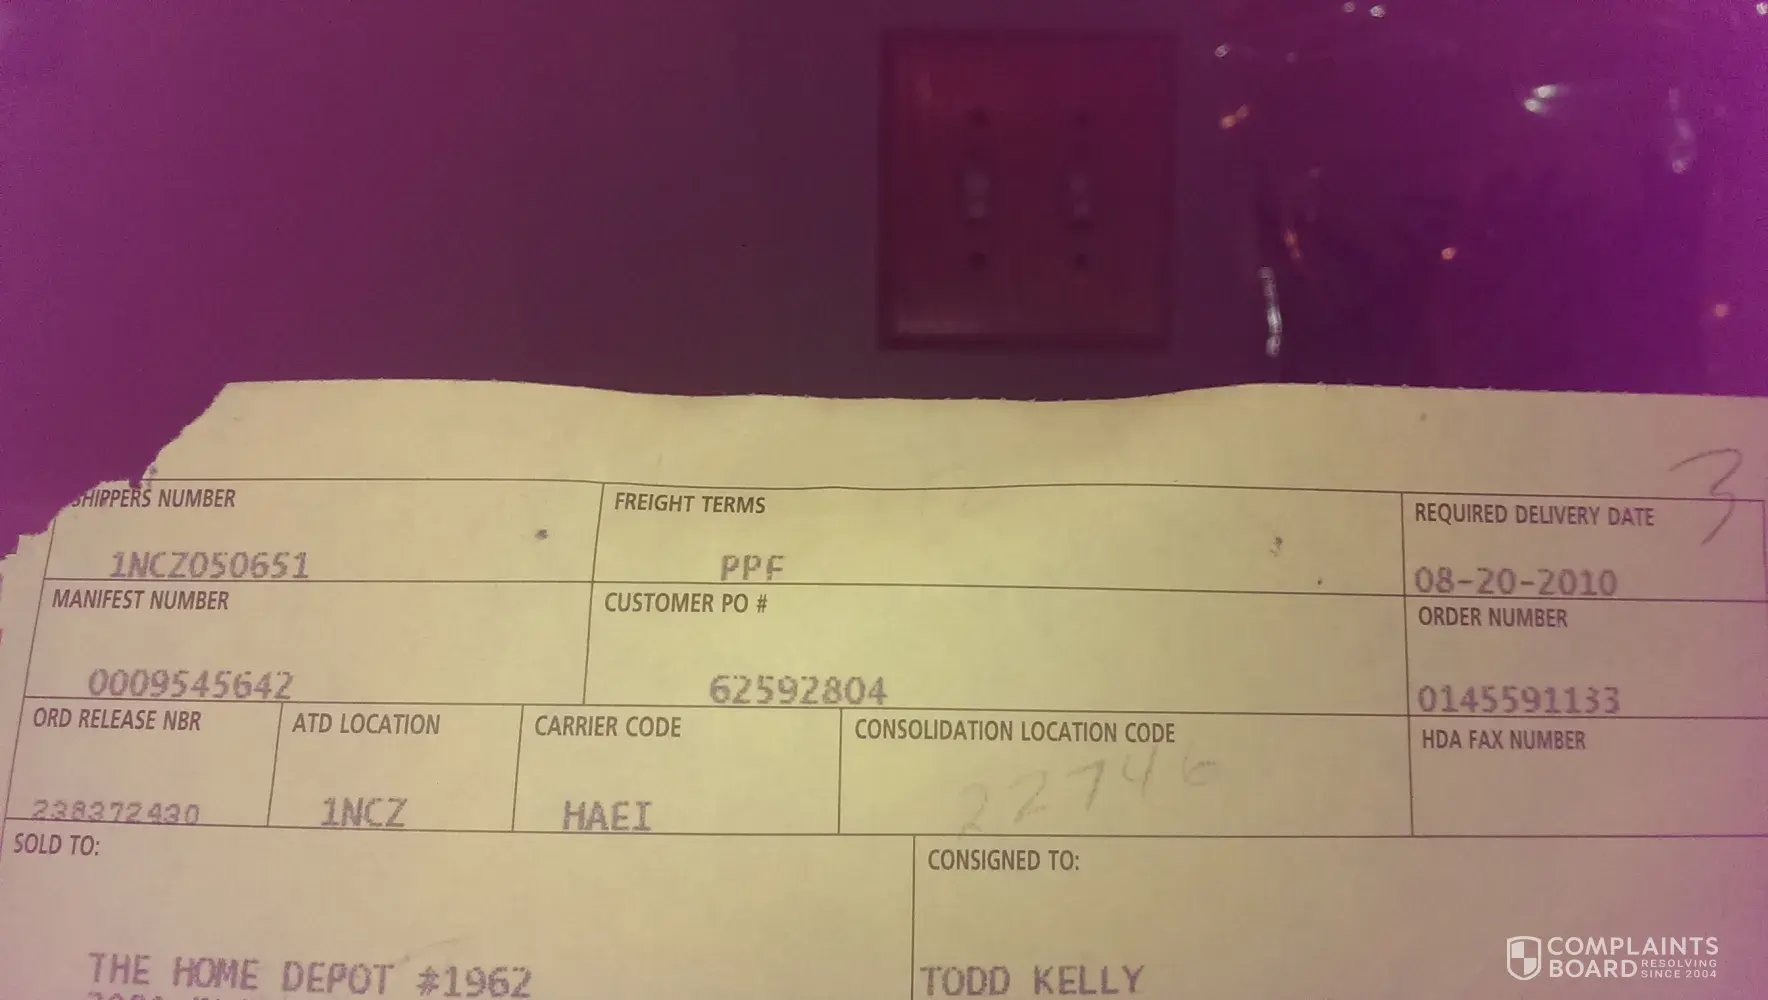 3
SHIPPERS NUMBER
1NCZ050651
FREIGHT TERMS
PPF
REQUIRED DELIVERY DATE
08-20-2010
MANIFEST NUMBER
0009545642
CUSTOMER PO #
62592804
ORDER NUMBER
0145591133
ORD RELEASE NBR
238372430
ATD LOCATION
1NCZ
CARRIER CODE
HAEI
CONSOLIDATION LOCATION CODE
22746
HDA FAX NUMBER
SOLD TO:
THE HOME DEPOT #1962
CONSIGNED TO:
TODD KELLY
COMPLAINTS
BOARD RESOLVING SINCE 2004